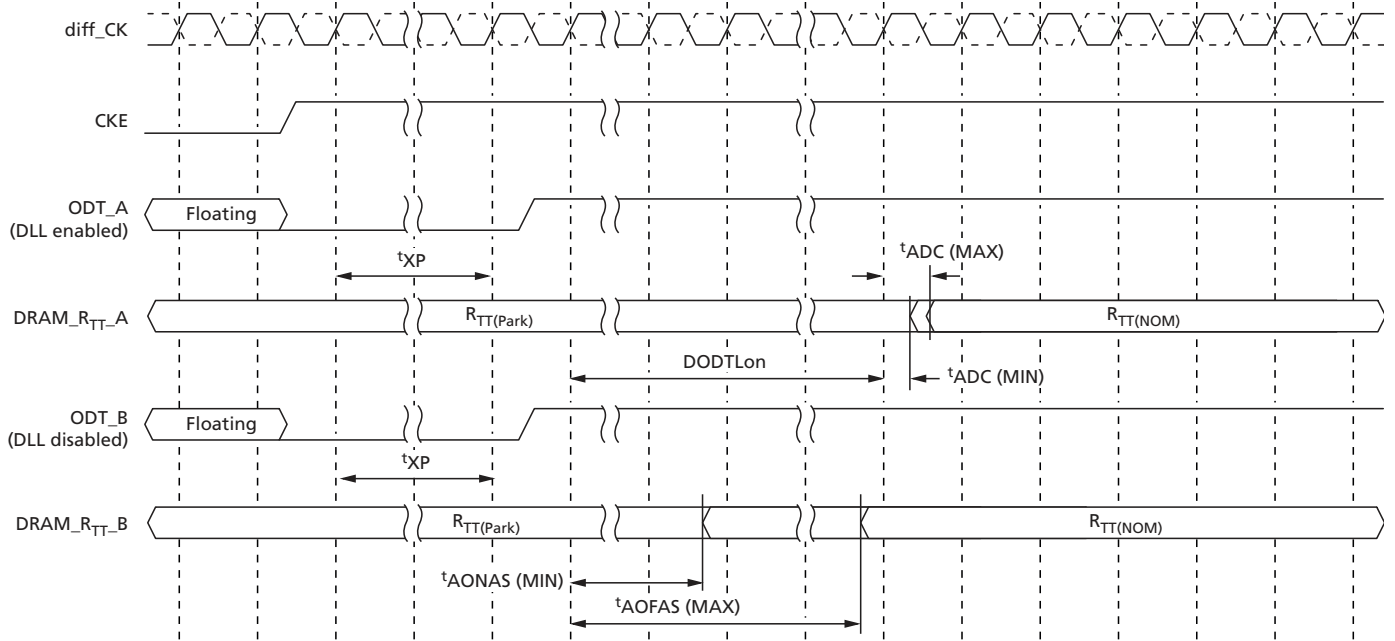 diff_CK
CKE
ODT_A
(DLL enabled)
Floating
tXP
tADC (MAX)
DRAM_RTT_A
RTT(Park)
RTT(NOM)
DODTLon
tADC (MIN)
ODT_B
(DLL disabled)
Floating
tXP
DRAM_RTT_B
RTT(Park)
RTT(NOM)
tAONAS (MIN)
tAOFAS (MAX)